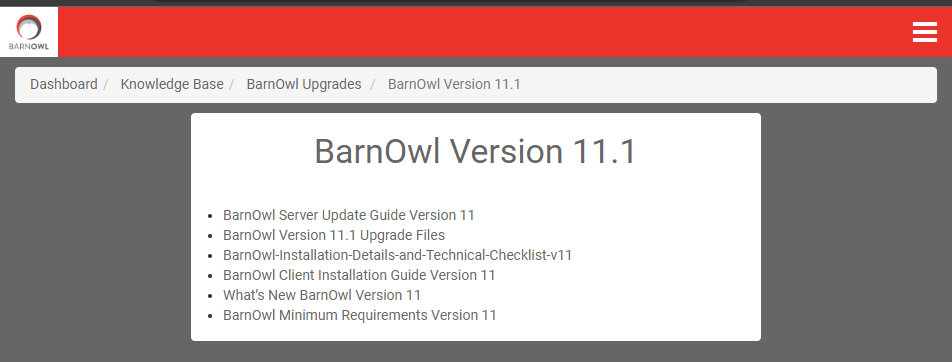 BARNOWL
Dashboard / Knowledge Base / BarnOwl Upgrades / BarnOwl Version 11.1
BarnOwl Version 11.1
• BarnOwl Server Update Guide Version 11
• BarnOwl Version 11.1 Upgrade Files
• BarnOwl-Installation-Details-and-Technical-Checklist-v11
• BarnOwl Client Installation Guide Version 11
• What's New BarnOwl Version 11
• BarnOwl Minimum Requirements Version 11